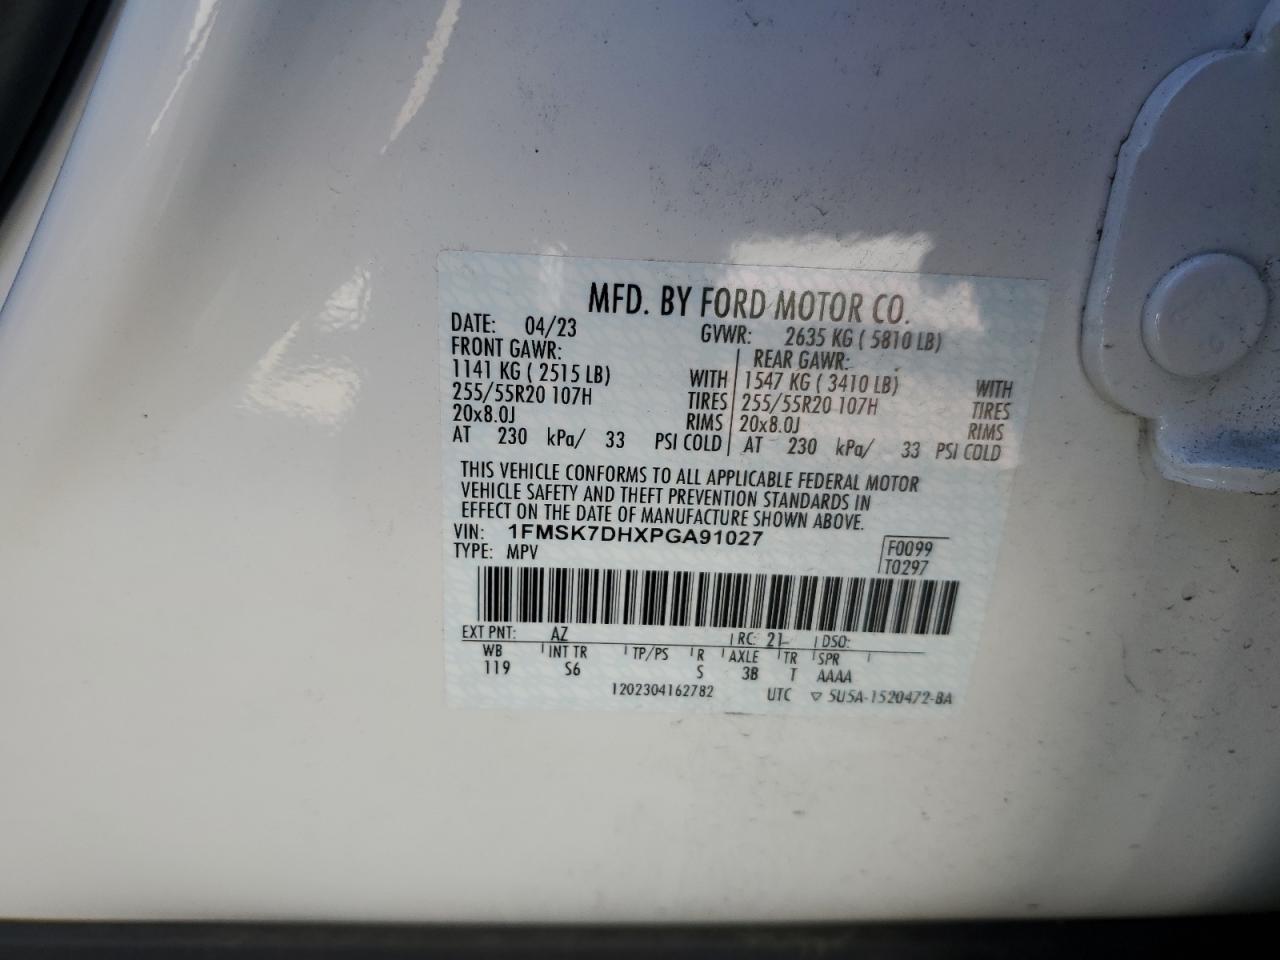 MFD. BY FORD MOTOR CO.
DATE: 04/23 GVWR: 2635 KG ( 5810 LB)
FRONT GAWR: REAR GAWR:
1141 KG ( 2515 LB) WITH 1547 KG ( 3410 LB) WITH
255/55R20 107H TIRES 255/55R20 107H TIRES
20x8.0J RIMS 20x8.0J RIMS
AT 230 kPa/ 33 PSI COLD AT 230 kPa/ 33 PSI COLD
THIS VEHICLE CONFORMS TO ALL APPLICABLE FEDERAL MOTOR
VEHICLE SAFETY AND THEFT PREVENTION STANDARDS IN
EFFECT ON THE DATE OF MANUFACTURE SHOWN ABOVE.
VIN: 1FMSK7DHXPGA91027
TYPE: MPV F0099
T0297
EXT PNT: AZ RC: 21 DSO:
WB INT TR TP/PS R AXLE TR SPR
119 S6 S 3B T AAAA
1202304162782 UTC ▽ 5U5A-1520472-BA